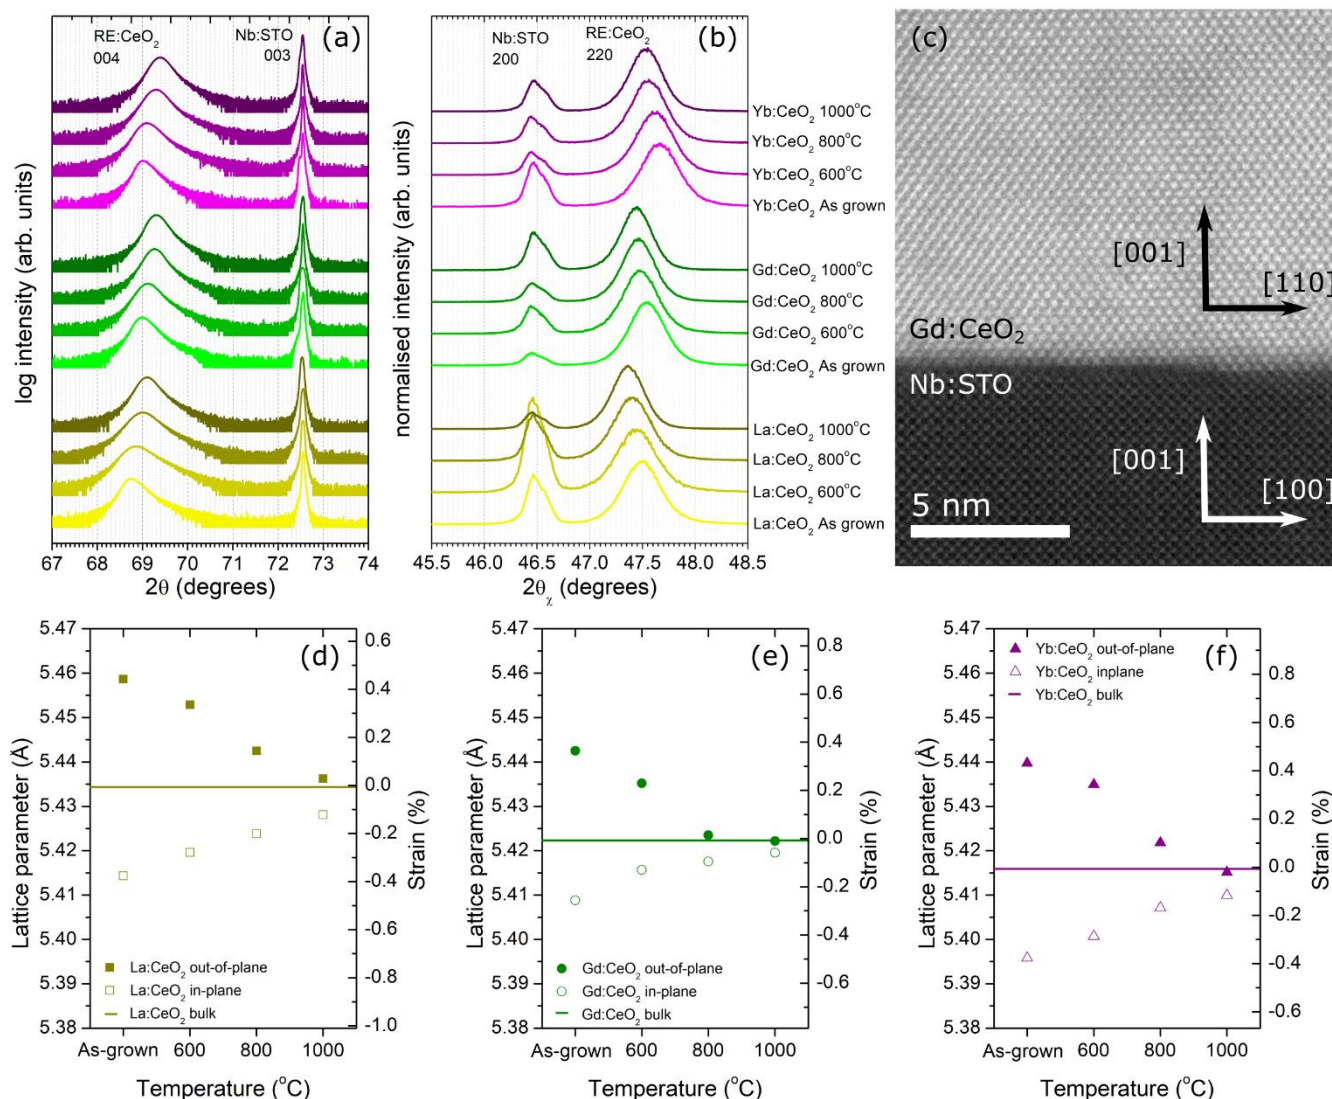 (a)
RE:CeO2
004
Nb:STO
003
log intensity (arb. units)
67 68 69 70 71 72 73 74
2θ (degrees)
(b)
Nb:STO
200
RE:CeO2
220
normalised intensity (arb. units)
Yb:CeO2 1000°C
Yb:CeO2 800°C
Yb:CeO2 600°C
Yb:CeO2 As grown
Gd:CeO2 1000°C
Gd:CeO2 800°C
Gd:CeO2 600°C
Gd:CeO2 As grown
La:CeO2 1000°C
La:CeO2 800°C
La:CeO2 600°C
La:CeO2 As grown
45.5 46.0 46.5 47.0 47.5 48.0 48.5
2θχ (degrees)
(c)
[001]
[110]
Gd:CeO2
Nb:STO
[001]
[100]
5 nm
(d)
Lattice parameter (Å)
5.47
5.46
5.45
5.44
5.43
5.42
5.41
5.40
5.39
5.38
0.6
0.4
0.2
0.0
-0.2
-0.4
-0.6
-0.8
-1.0
Strain (%)
La:CeO2 out-of-plane
La:CeO2 in-plane
La:CeO2 bulk
As-grown 600 800 1000
Temperature (°C)
(e)
Lattice parameter (Å)
5.47
5.46
5.45
5.44
5.43
5.42
5.41
5.40
5.39
5.38
0.8
0.6
0.4
0.2
0.0
-0.2
-0.4
-0.6
Strain (%)
Gd:CeO2 out-of-plane
Gd:CeO2 in-plane
Gd:CeO2 bulk
As-grown 600 800 1000
Temperature (°C)
(f)
Yb:CeO2 out-of-plane
Yb:CeO2 inplane
Yb:CeO2 bulk
Lattice parameter (Å)
5.47
5.46
5.45
5.44
5.43
5.42
5.41
5.40
5.39
5.38
0.8
0.6
0.4
0.2
0.0
-0.2
-0.4
-0.6
Strain (%)
As-grown 600 800 1000
Temperature (°C)